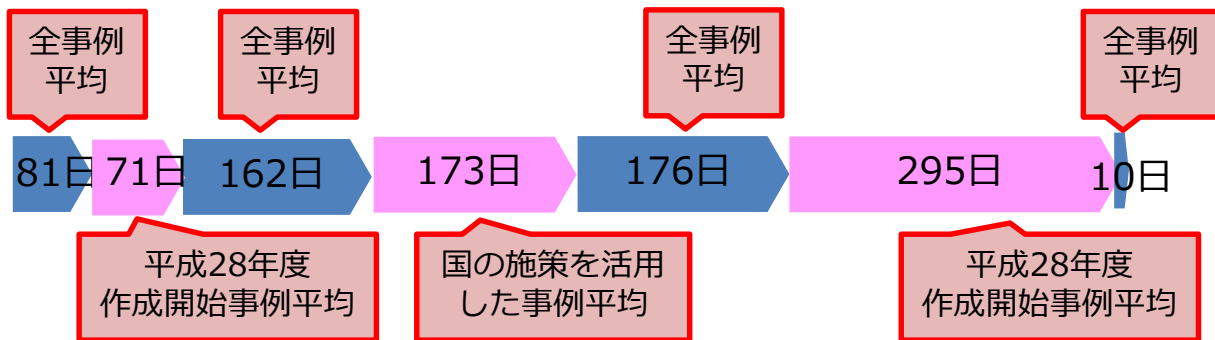 全事例
平均
全事例
平均
全事例
平均
全事例
平均
81日
71日
162日
173日
176日
295日
10日
平成28年度
作成開始事例平均
国の施策を活用
した事例平均
平成28年度
作成開始事例平均